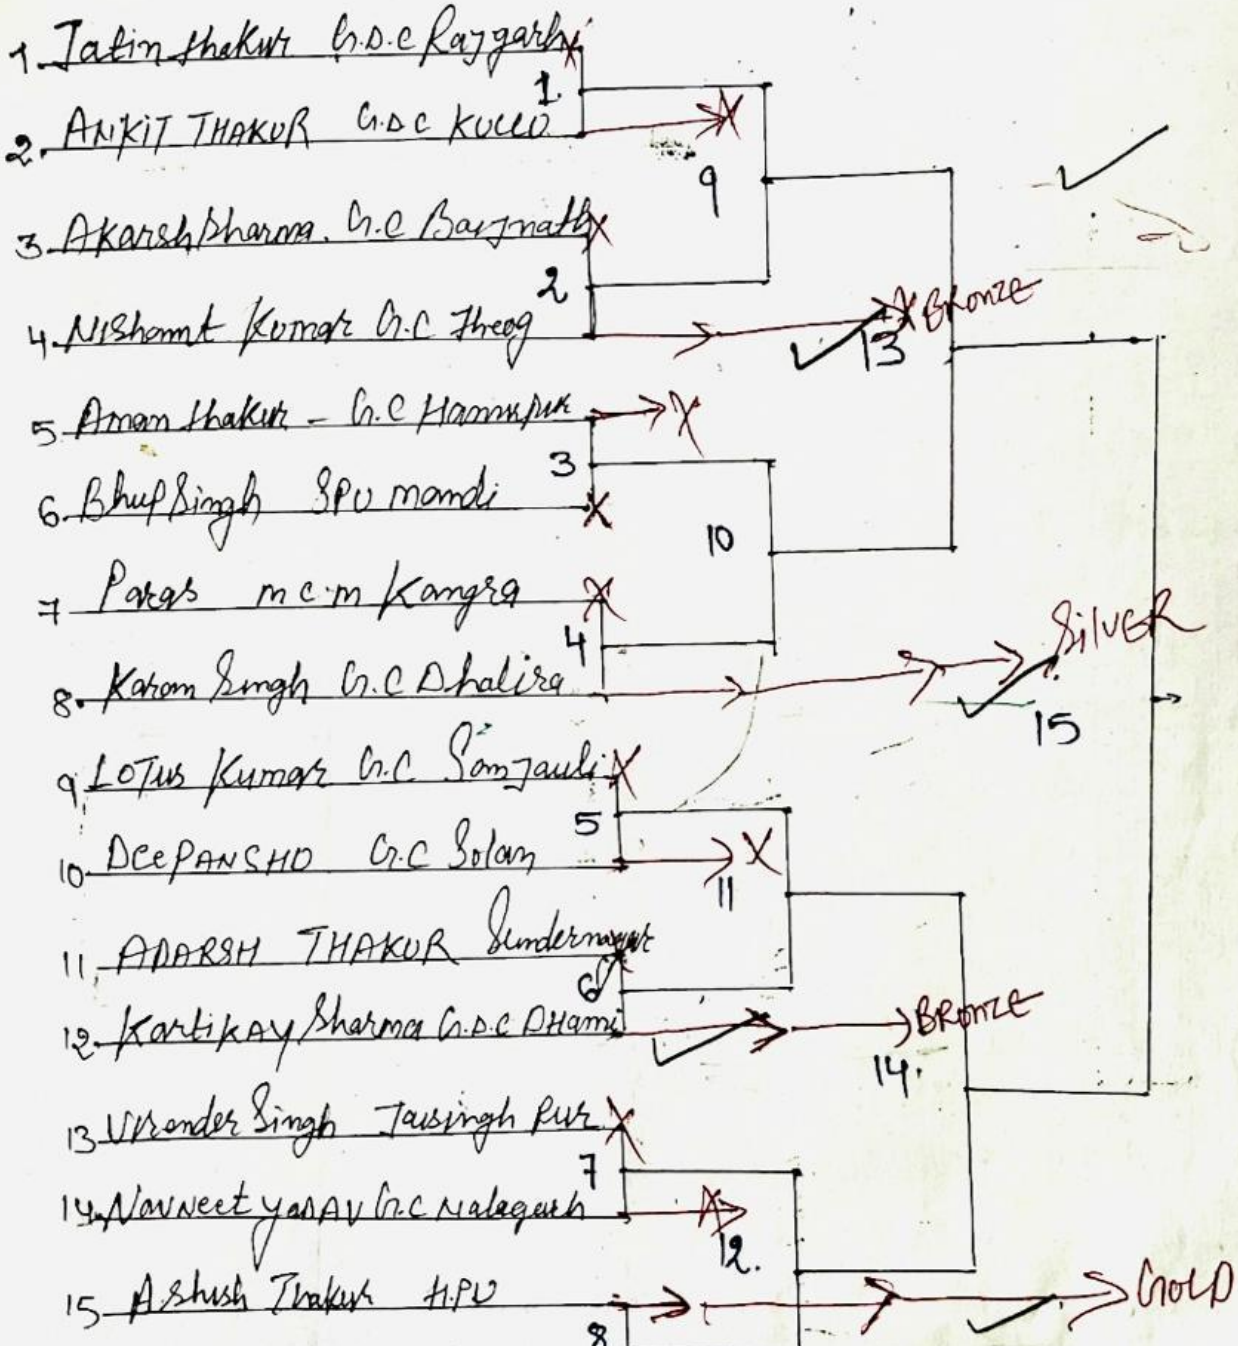 1. Jatin thakur G.D.C Rajgarh X
1.
2. ANKIT THAKUR G.D.C KULLU X
9
3. Akarsh Sharma. G.C Baijnath X
2
4. Nishant Kumar G.C Theog X BRONZE
13
5. Aman thakur - G.C Hamirpur X
3
6. Bhup Singh SPU mandi X
10
7 Paras m c.m Kangra X
4
8. Karan Singh G.C Dhalira SILVER
15
9. LOTUS Kumar G.C Sanjauli X
5
10. DeePANSHU G.C Solan X
11
11. ADARSH THAKUR Sundernagar X
6
12. KartikAY Sharma G.D.C DHami BRONZE
14.
13 Virender Singh Jaisingh pur X
7
14. NavNeet yaDAV G.C Nalagarh X
12.
15 Ashish Thakur H.P.U GOLD
8